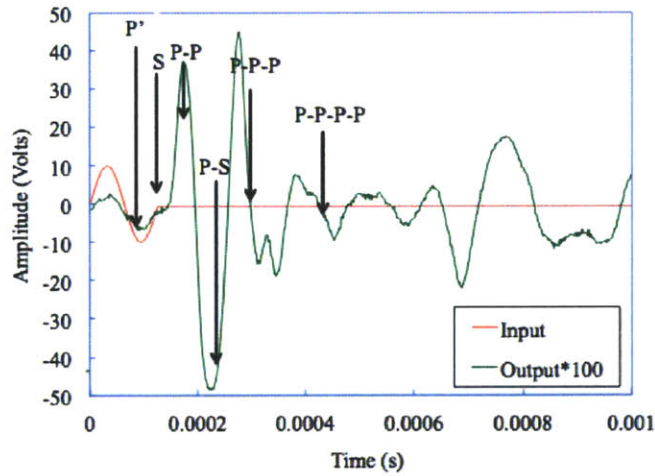 50
40
30
20
10
0
-10
-20
-30
-40
-50
Amplitude (Volts)
P'
S
P-P
P-P-P
P-P-P-P
P-S
Input
Output*100
0
0.0002
0.0004
0.0006
0.0008
0.001
Time (s)